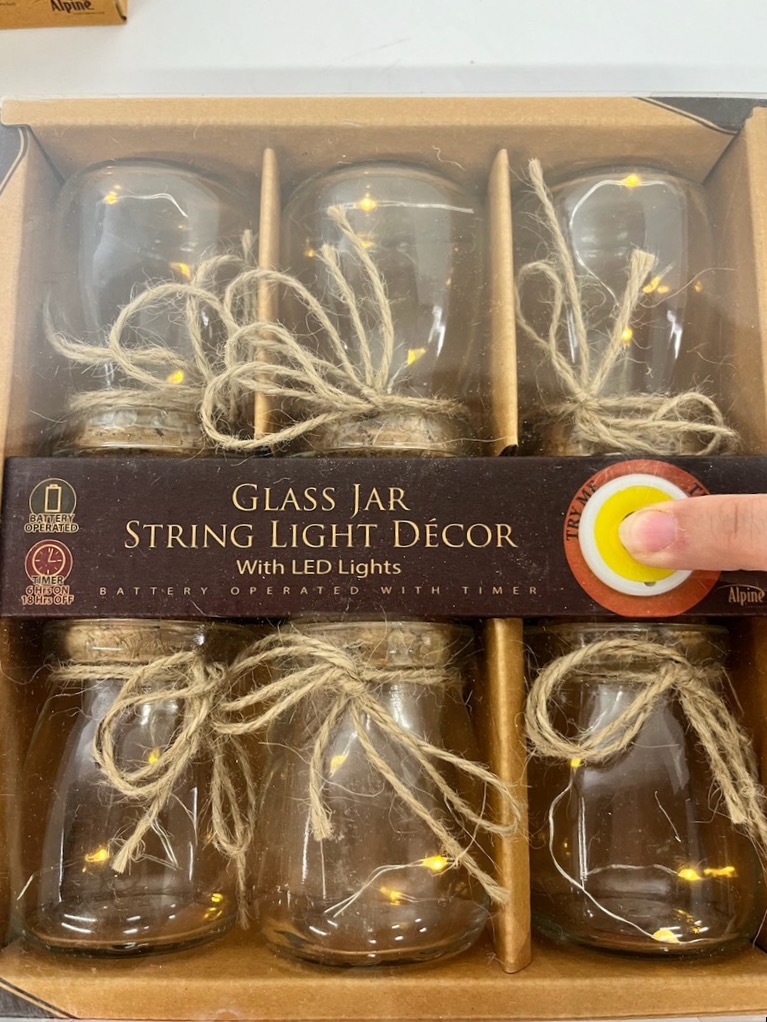 Alpine
BATTERY
OPERATED
TIMER
6 Hrs ON
18 Hrs OFF
GLASS JAR
STRING LIGHT DÉCOR
With LED Lights
BATTERY OPERATED WITH TIMER
TRY ME
Alpine